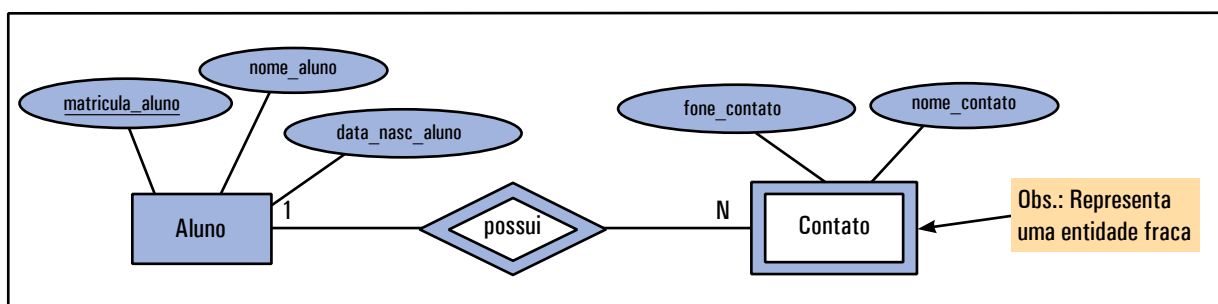 nome_aluno
matricula_aluno
data_nasc_aluno
fone_contato
nome_contato
Aluno
1
possui
N
Contato
Obs.: Representa
uma entidade fraca